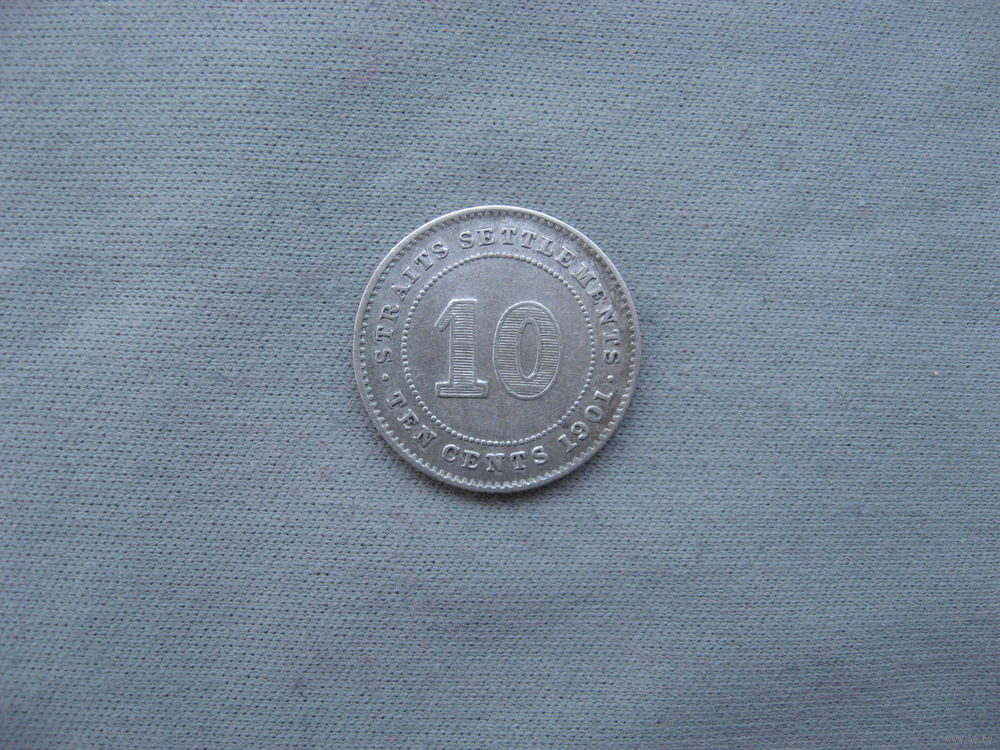 · STRAITS SETTLEMENTS ·
10
TEN CENTS 1901